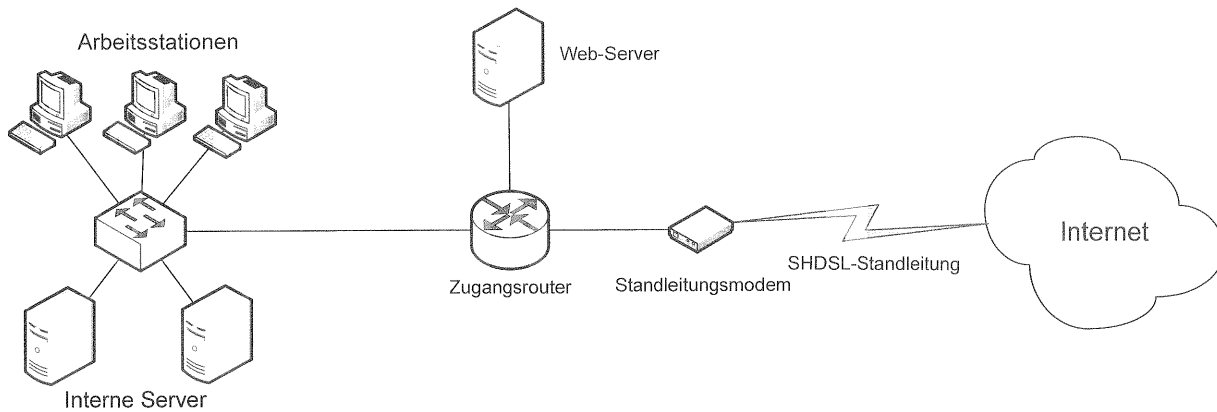 Arbeitsstationen
Web-Server
Internet
Zugangsrouter
Standleitungsmodem
SHDSL-Standleitung
Interne Server